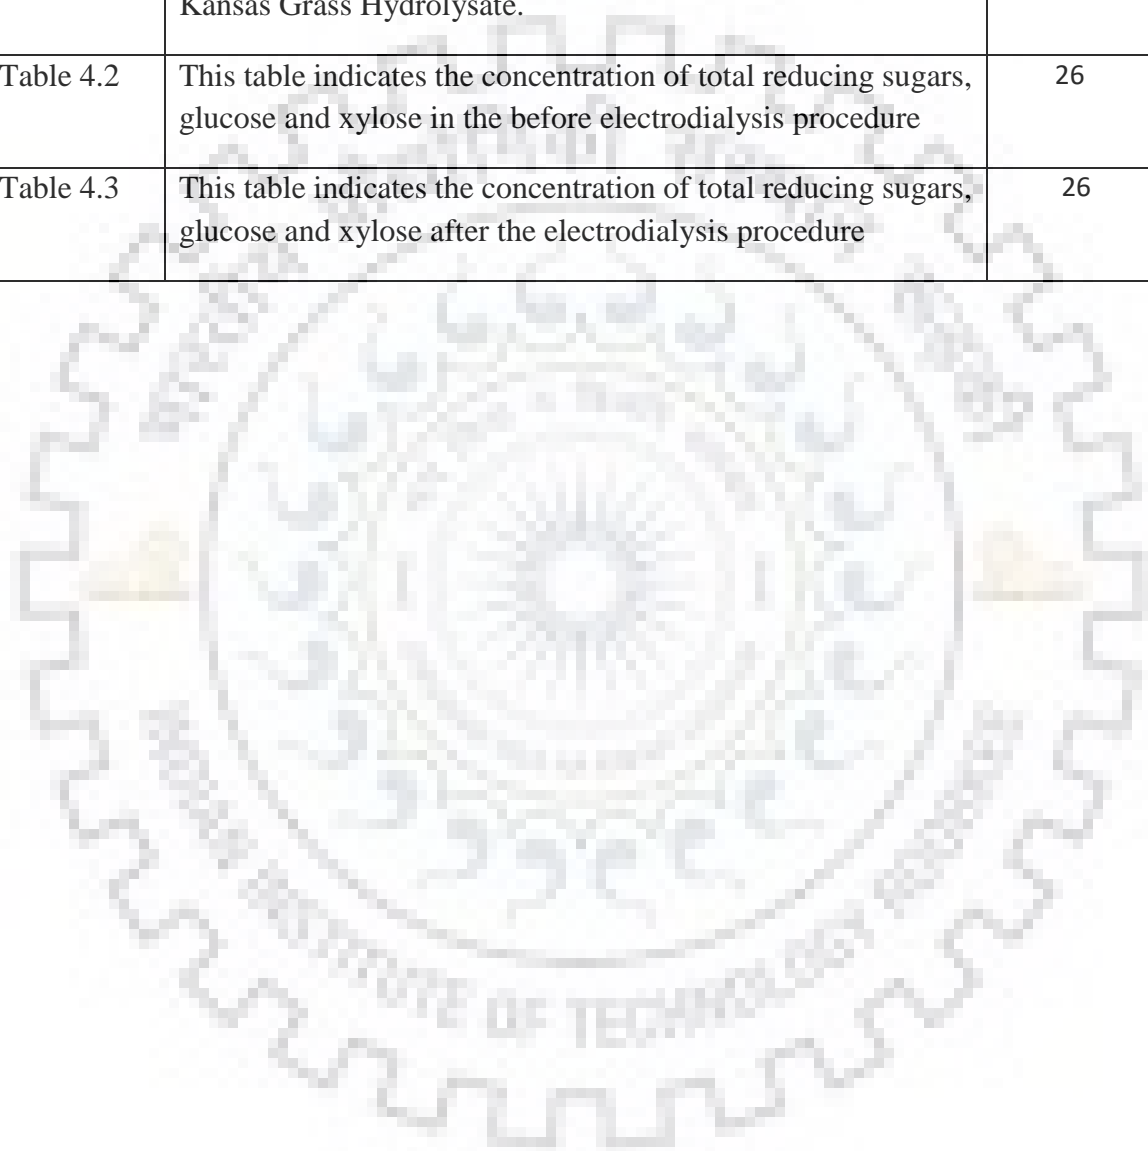 Kansas Grass Hydrolysate.
Table 4.2 This table indicates the concentration of total reducing sugars, 26
glucose and xylose in the before electrodialysis procedure
Table 4.3 This table indicates the concentration of total reducing sugars, 26
glucose and xylose after the electrodialysis procedure
INSTITUTE OF TECHNOLOGY